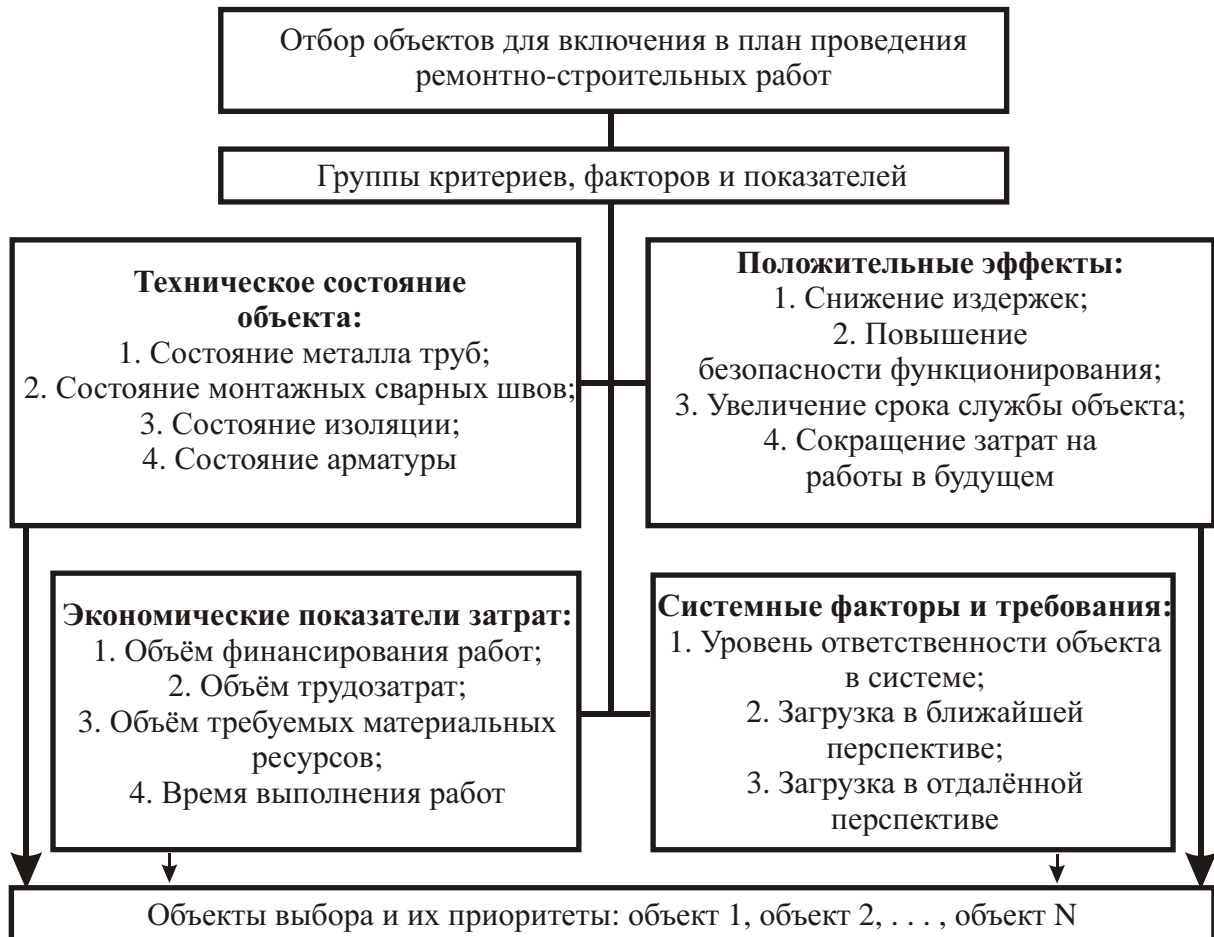 Отбор объектов для включения в план проведения
ремонтно-строительных работ
Группы критериев, факторов и показателей
Техническое состояние
объекта:
1. Состояние металла труб;
2. Состояние монтажных сварных швов;
3. Состояние изоляции;
4. Состояние арматуры
Положительные эффекты:
1. Снижение издержек;
2. Повышение
безопасности функционирования;
3. Увеличение срока службы объекта;
4. Сокращение затрат на
работы в будущем
Экономические показатели затрат:
1. Объём финансирования работ;
2. Объём трудозатрат;
3. Объём требуемых материальных
ресурсов;
4. Время выполнения работ
Системные факторы и требования:
1. Уровень ответственности объекта
в системе;
2. Загрузка в ближайшей
перспективе;
3. Загрузка в отдалённой
перспективе
Объекты выбора и их приоритеты: объект 1, объект 2, . . . , объект N